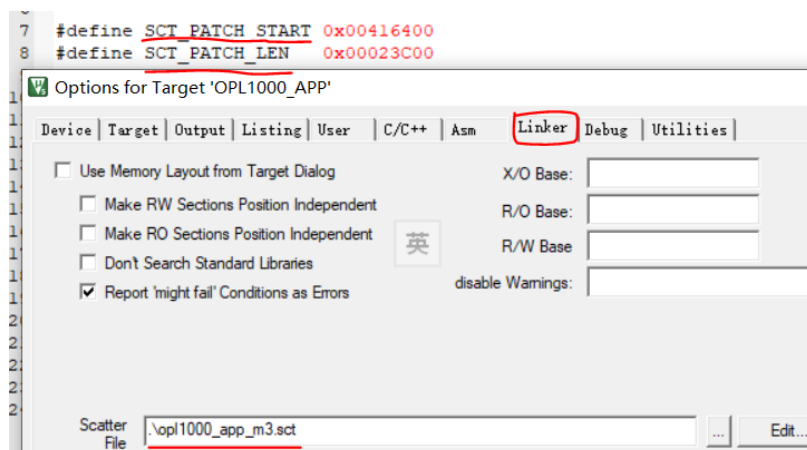 7 #define SCT_PATCH_START 0x00416400
8 #define SCT_PATCH_LEN 0x00023C00
Options for Target 'OPL1000_APP'
Device Target Output Listing User C/C++ Asm Linker Debug Utilities
Use Memory Layout from Target Dialog
X/O Base:
Make RW Sections Position Independent
R/O Base:
Make RO Sections Position Independent
英
R/W Base
Don't Search Standard Libraries
Report 'might fail' Conditions as Errors
disable Warnings:
Scatter File
.\opl1000_app_m3.sct
...
Edit...